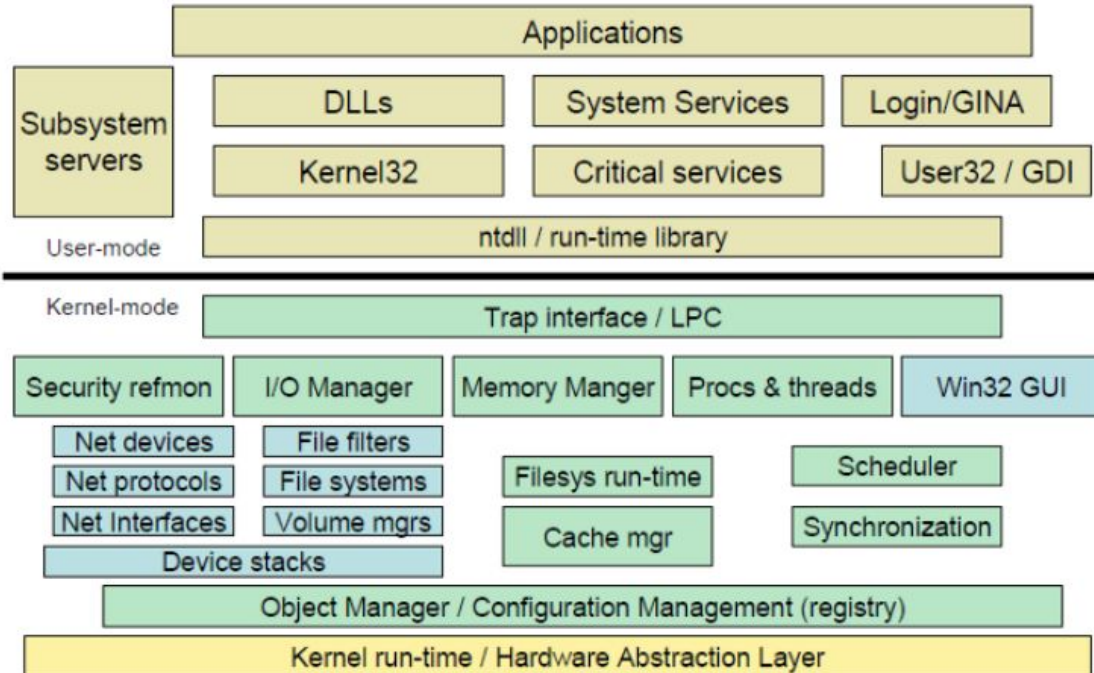 Applications
Subsystem
servers
DLLs
System Services
Login/GINA
Kernel32
Critical services
User32 / GDI
User-mode
ntdll / run-time library
Kernel-mode
Trap interface / LPC
Security refmon
I/O Manager
Memory Manger
Procs & threads
Win32 GUI
Net devices
File filters
Net protocols
File systems
Filesys run-time
Scheduler
Net Interfaces
Volume mgrs
Cache mgr
Synchronization
Device stacks
Object Manager / Configuration Management (registry)
Kernel run-time / Hardware Abstraction Layer